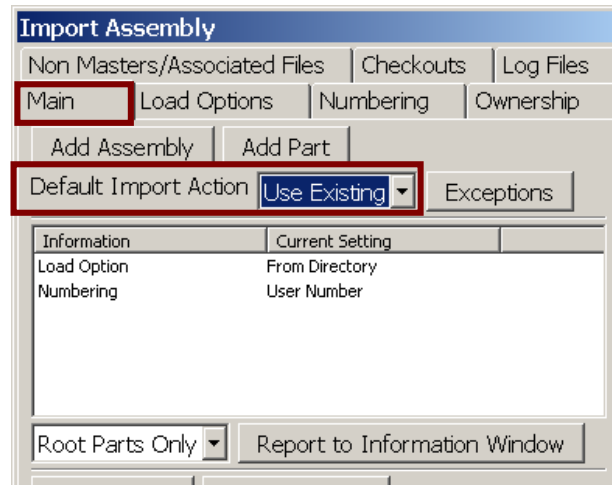 Import Assembly
Non Masters/Associated Files Checkouts Log Files
Main Load Options Numbering Ownership
Add Assembly Add Part
Default Import Action Use Existing Exceptions
Information Current Setting
Load Option From Directory
Numbering User Number
Root Parts Only Report to Information Window